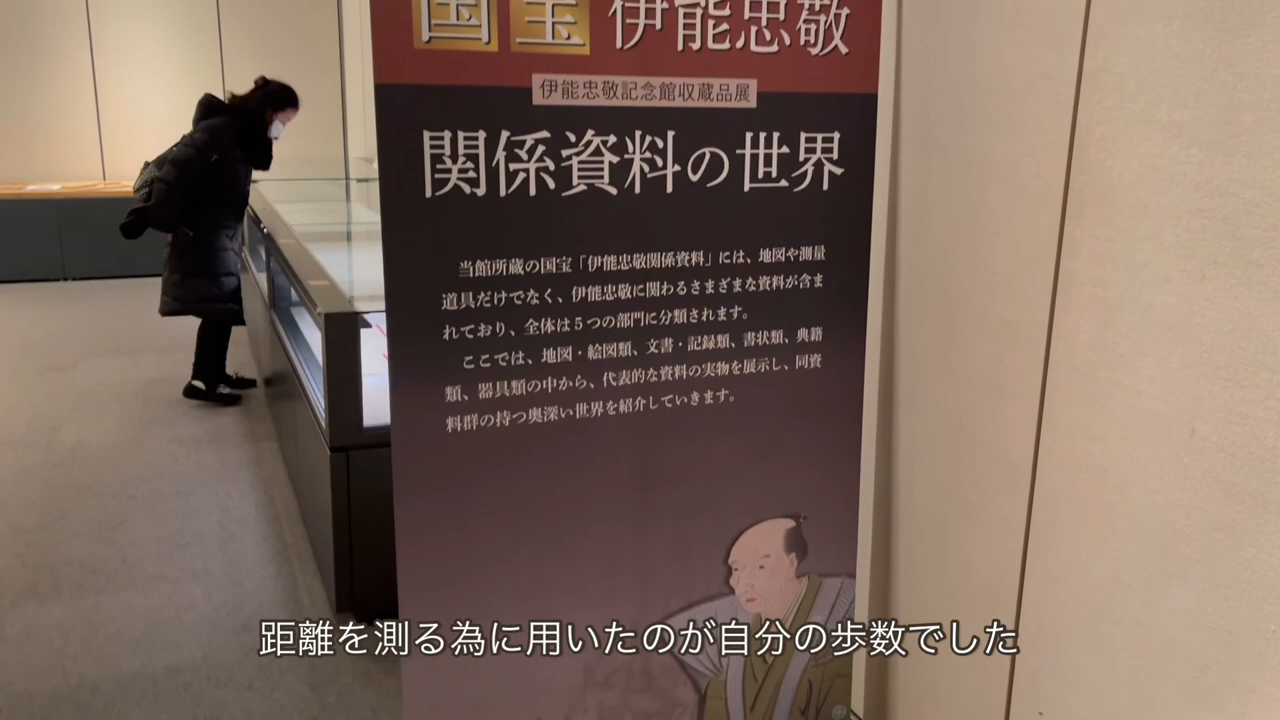 国宝 伊能忠敬
伊能忠敬記念館収蔵品展
関係資料の世界
当館所蔵の国宝「伊能忠敬関係資料」には、地図や測量
道具だけでなく、伊能忠敬に関わるさまざまな資料が含ま
れており、全体は5つの部門に分類されます。
ここでは、地図・絵図類、文書・記録類、書状類、典籍
類、器具類の中から、代表的な資料の実物を展示し、同資
料群の持つ奥深い世界を紹介していきます。
距離を測る為に用いたのが自分の歩数でした